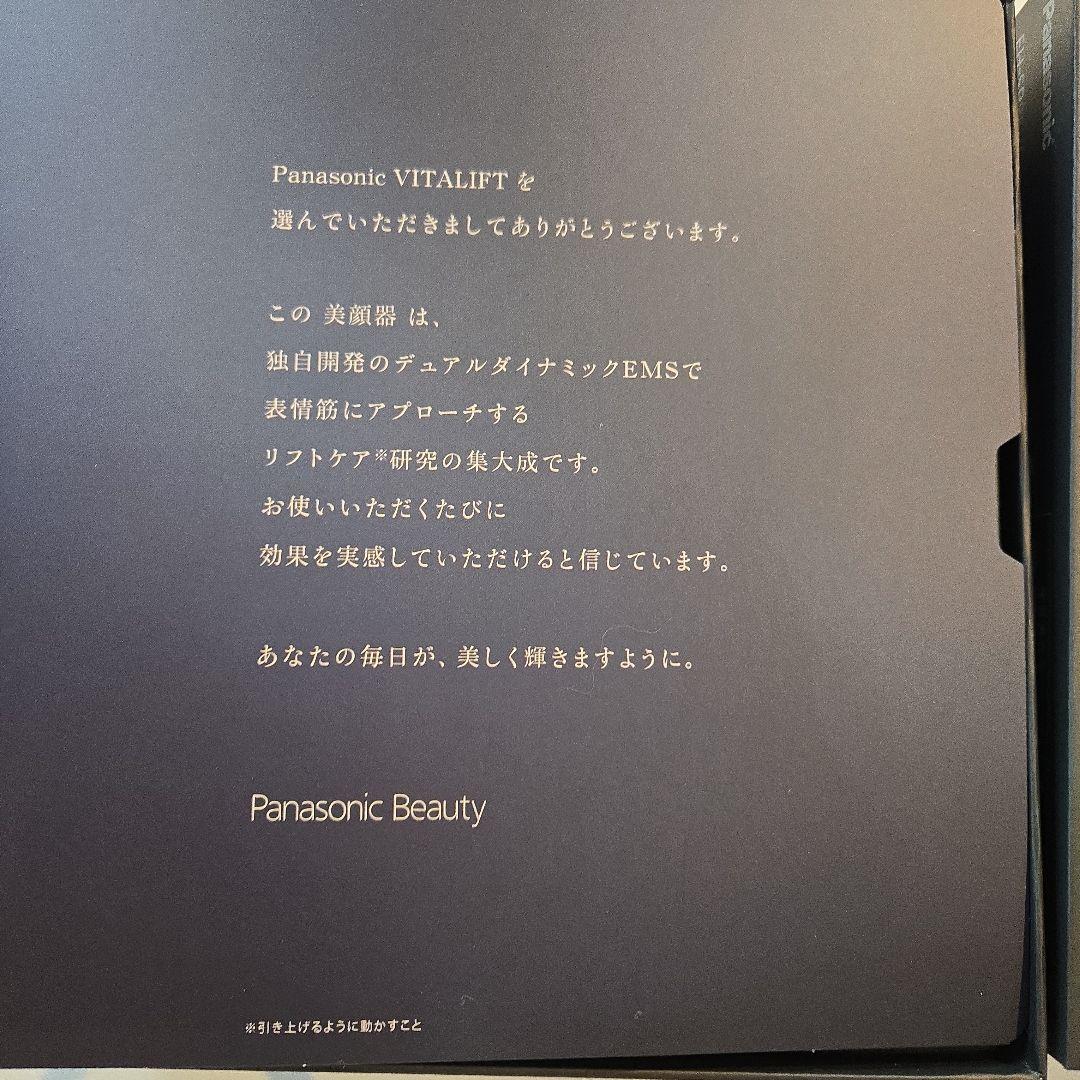 Panasonic VITALIFT を
選んでいただきましてありがとうございます。
この 美顔器 は、
独自開発のデュアルダイナミックEMSで
表情筋にアプローチする
リフトケア※研究の集大成です。
お使いいただくたびに
効果を実感していただけると信じています。
あなたの毎日が、美しく輝きますように。
Panasonic Beauty
※引き上げるように動かすこと
Panasonic